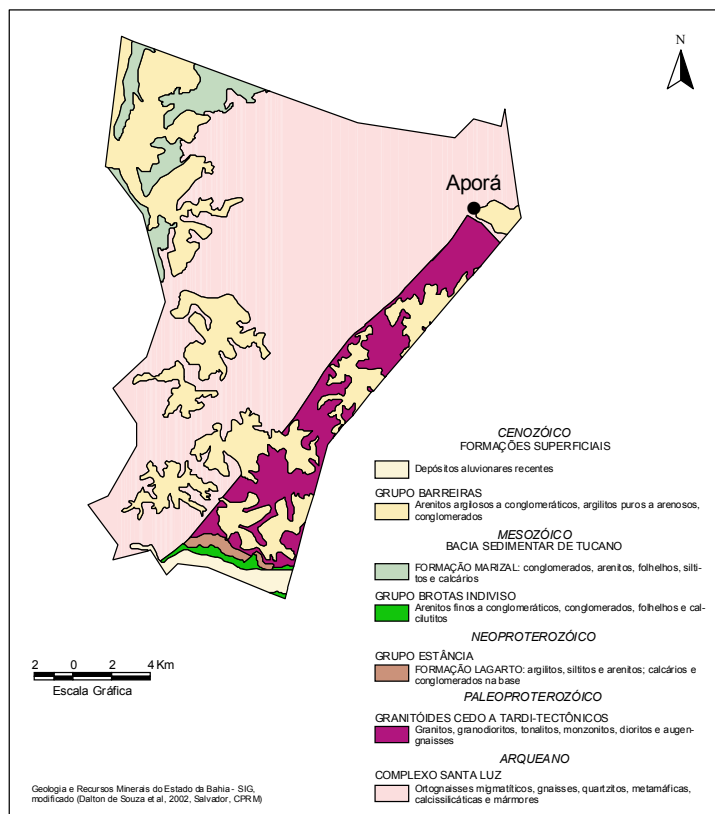 N
Aporá
CENOZÓICO
FORMAÇÕES SUPERFICIAIS
Depósitos aluvionares recentes
GRUPO BARREIRAS
Arenitos argilosos a conglomeráticos, argilitos puros a arenosos,
conglomerados
MESOZÓICO
BACIA SEDIMENTAR DE TUCANO
FORMAÇÃO MARIZAL: conglomerados, arenitos, folhelhos, silti-
tos e calcários
GRUPO BROTAS INDIVISO
Arenitos finos a conglomeráticos, conglomerados, folhelhos e cal-
cilutitos
NEOPROTEROZÓICO
GRUPO ESTÂNCIA
FORMAÇÃO LAGARTO: argilitos, siltitos e arenitos; calcários e
conglomerados na base
PALEOPROTEROZÓICO
GRANITÓIDES CEDO A TARDI-TECTÔNICOS
Granitos, granodioritos, tonalitos, monzonitos, dioritos e augen-
gnaisses
ARQUEANO
COMPLEXO SANTA LUZ
Ortognaisses migmatíticos, gnaisses, quartzitos, metamáficas,
calcissilicáticas e mármores
2 0 2 4 Km
Escala Gráfica
Geologia e Recursos Minerais do Estado da Bahia - SIG,
modificado (Dalton de Souza et al, 2002, Salvador, CPRM)